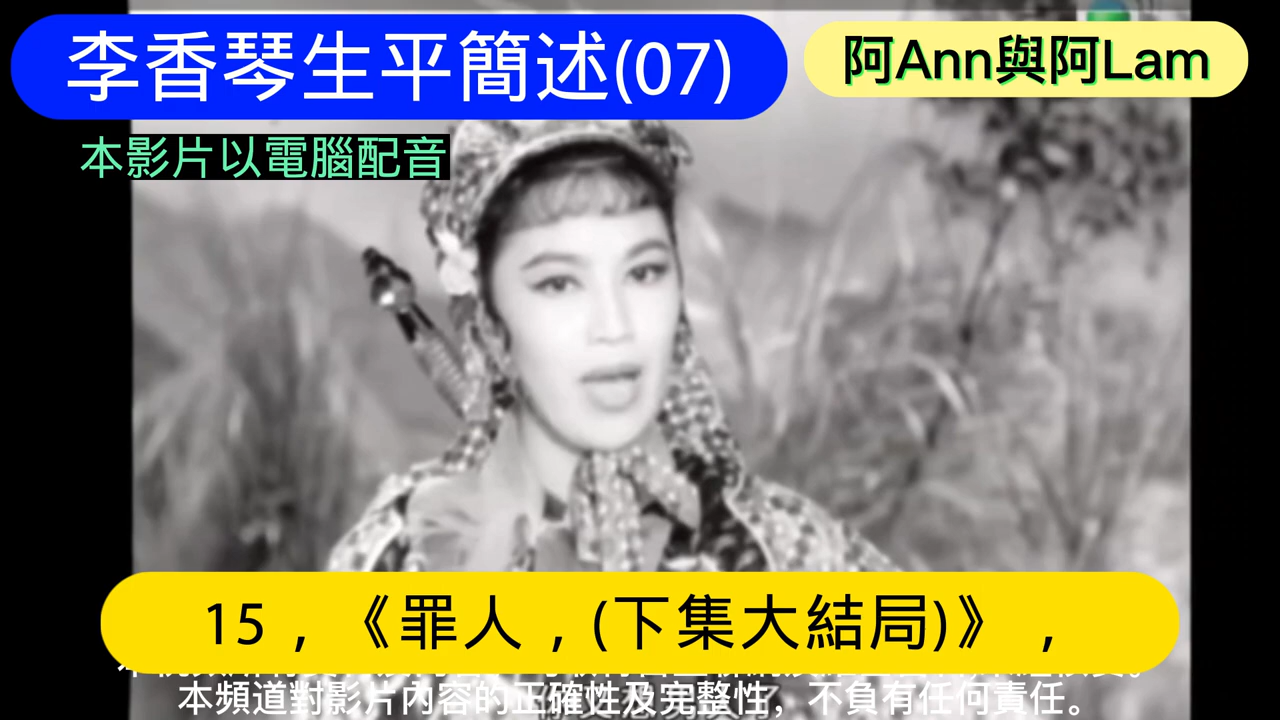 李香琴生平簡述(07)
阿Ann與阿Lam
本影片以電腦配音
15，《罪人，(下集大結局)》，
本頻道對影片內容的正確性及完整性，不負有任何責任。